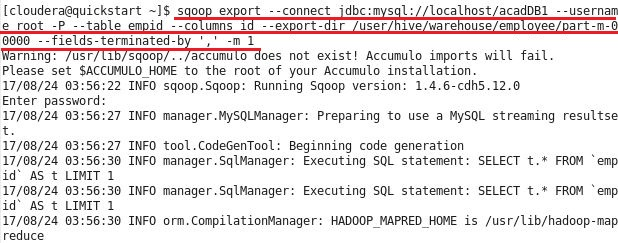 [cloudera@quickstart ~]$ sqoop export --connect jdbc:mysql://localhost/acadDB1 --usernam
e root -P --table empid --columns id --export-dir /user/hive/warehouse/employee/part-m-0
0000 --fields-terminated-by ',' -m 1
Warning: /usr/lib/sqoop/../accumulo does not exist! Accumulo imports will fail.
Please set $ACCUMULO_HOME to the root of your Accumulo installation.
17/08/24 03:56:22 INFO sqoop.Sqoop: Running Sqoop version: 1.4.6-cdh5.12.0
Enter password:
17/08/24 03:56:27 INFO manager.MySQLManager: Preparing to use a MySQL streaming resultse
t.
17/08/24 03:56:27 INFO tool.CodeGenTool: Beginning code generation
17/08/24 03:56:30 INFO manager.SqlManager: Executing SQL statement: SELECT t.* FROM `emp
id` AS t LIMIT 1
17/08/24 03:56:30 INFO manager.SqlManager: Executing SQL statement: SELECT t.* FROM `emp
id` AS t LIMIT 1
17/08/24 03:56:30 INFO orm.CompilationManager: HADOOP_MAPRED_HOME is /usr/lib/hadoop-map
reduce